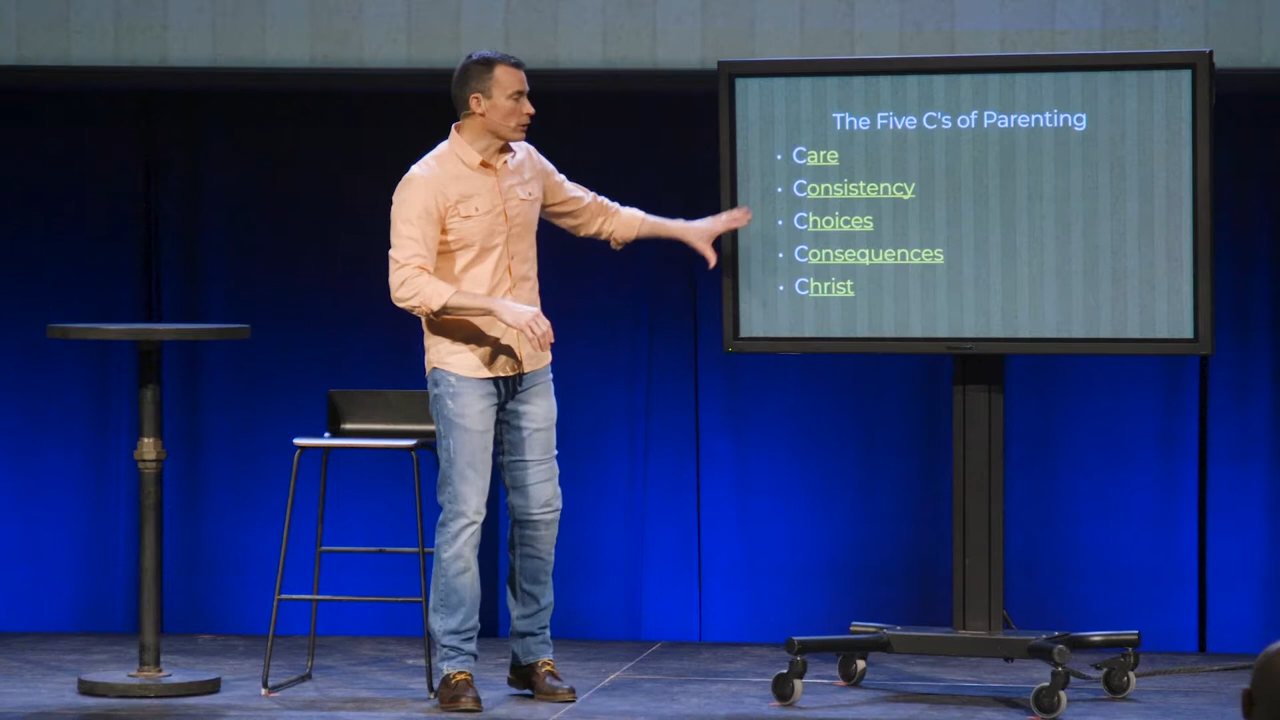 The Five C's of Parenting
• Care
• Consistency
• Choices
• Consequences
• Christ